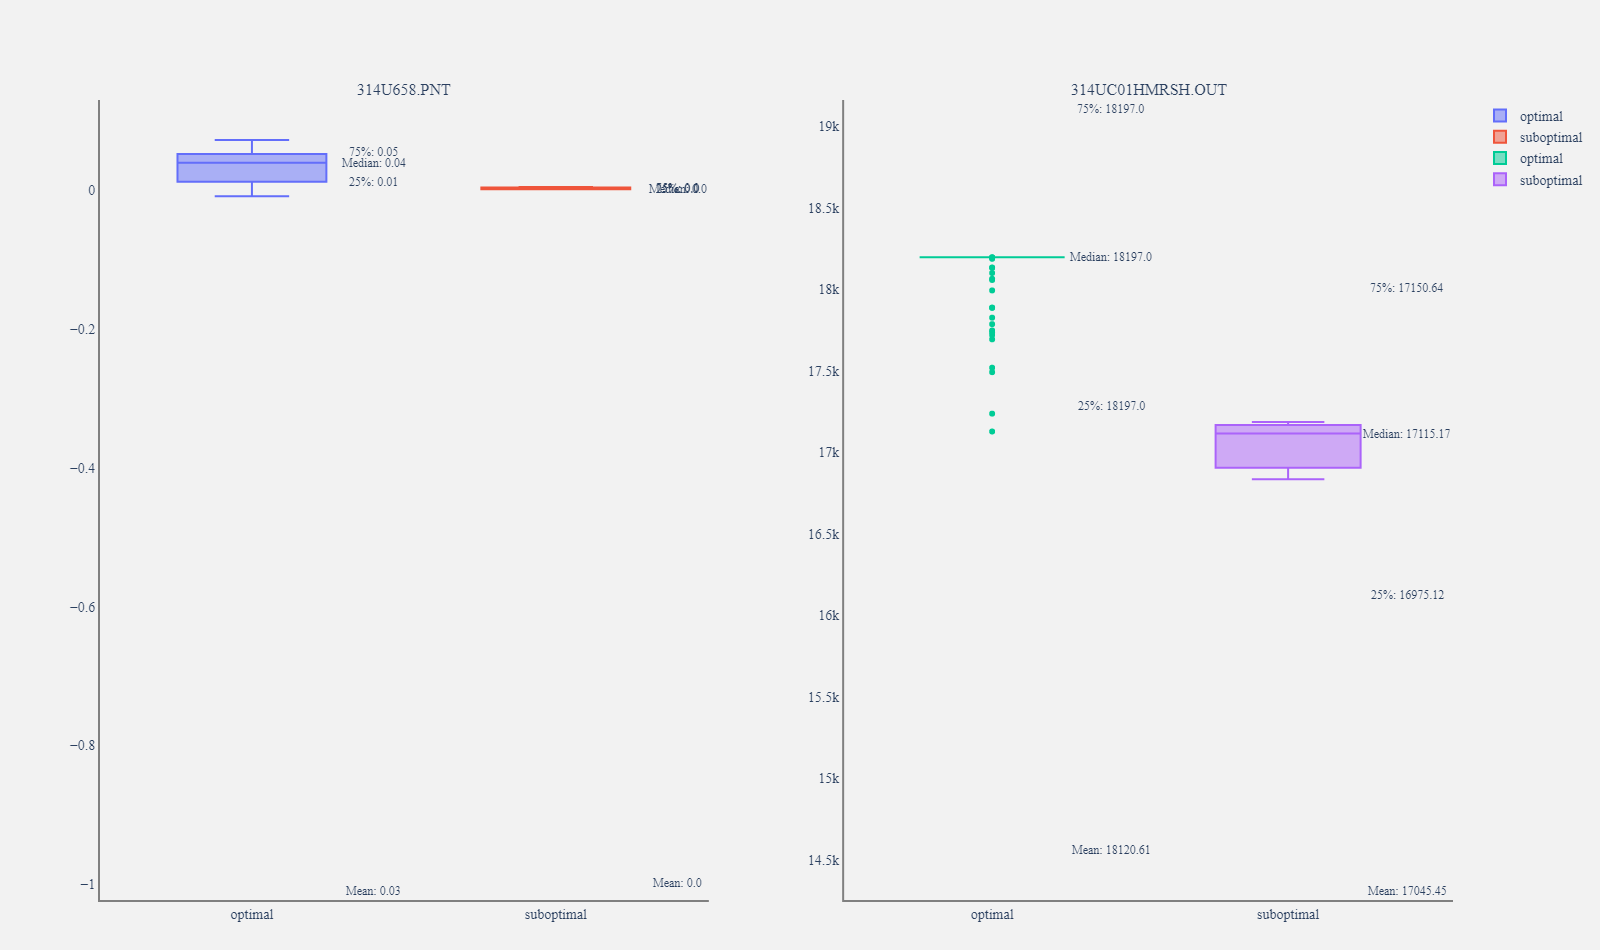 314U658.PNT
0
−0.2
−0.4
−0.6
−0.8
−1
75%: 0.05
Median: 0.04
25%: 0.01
Median: 0.0
Mean: 0.03
Mean: 0.0
optimal
suboptimal
314UC01HMRSH.OUT
19k
18.5k
18k
17.5k
17k
16.5k
16k
15.5k
15k
14.5k
75%: 18197.0
Median: 18197.0
25%: 18197.0
Mean: 18120.61
75%: 17150.64
Median: 17115.17
25%: 16975.12
Mean: 17045.45
optimal
suboptimal
optimal
suboptimal
optimal
suboptimal